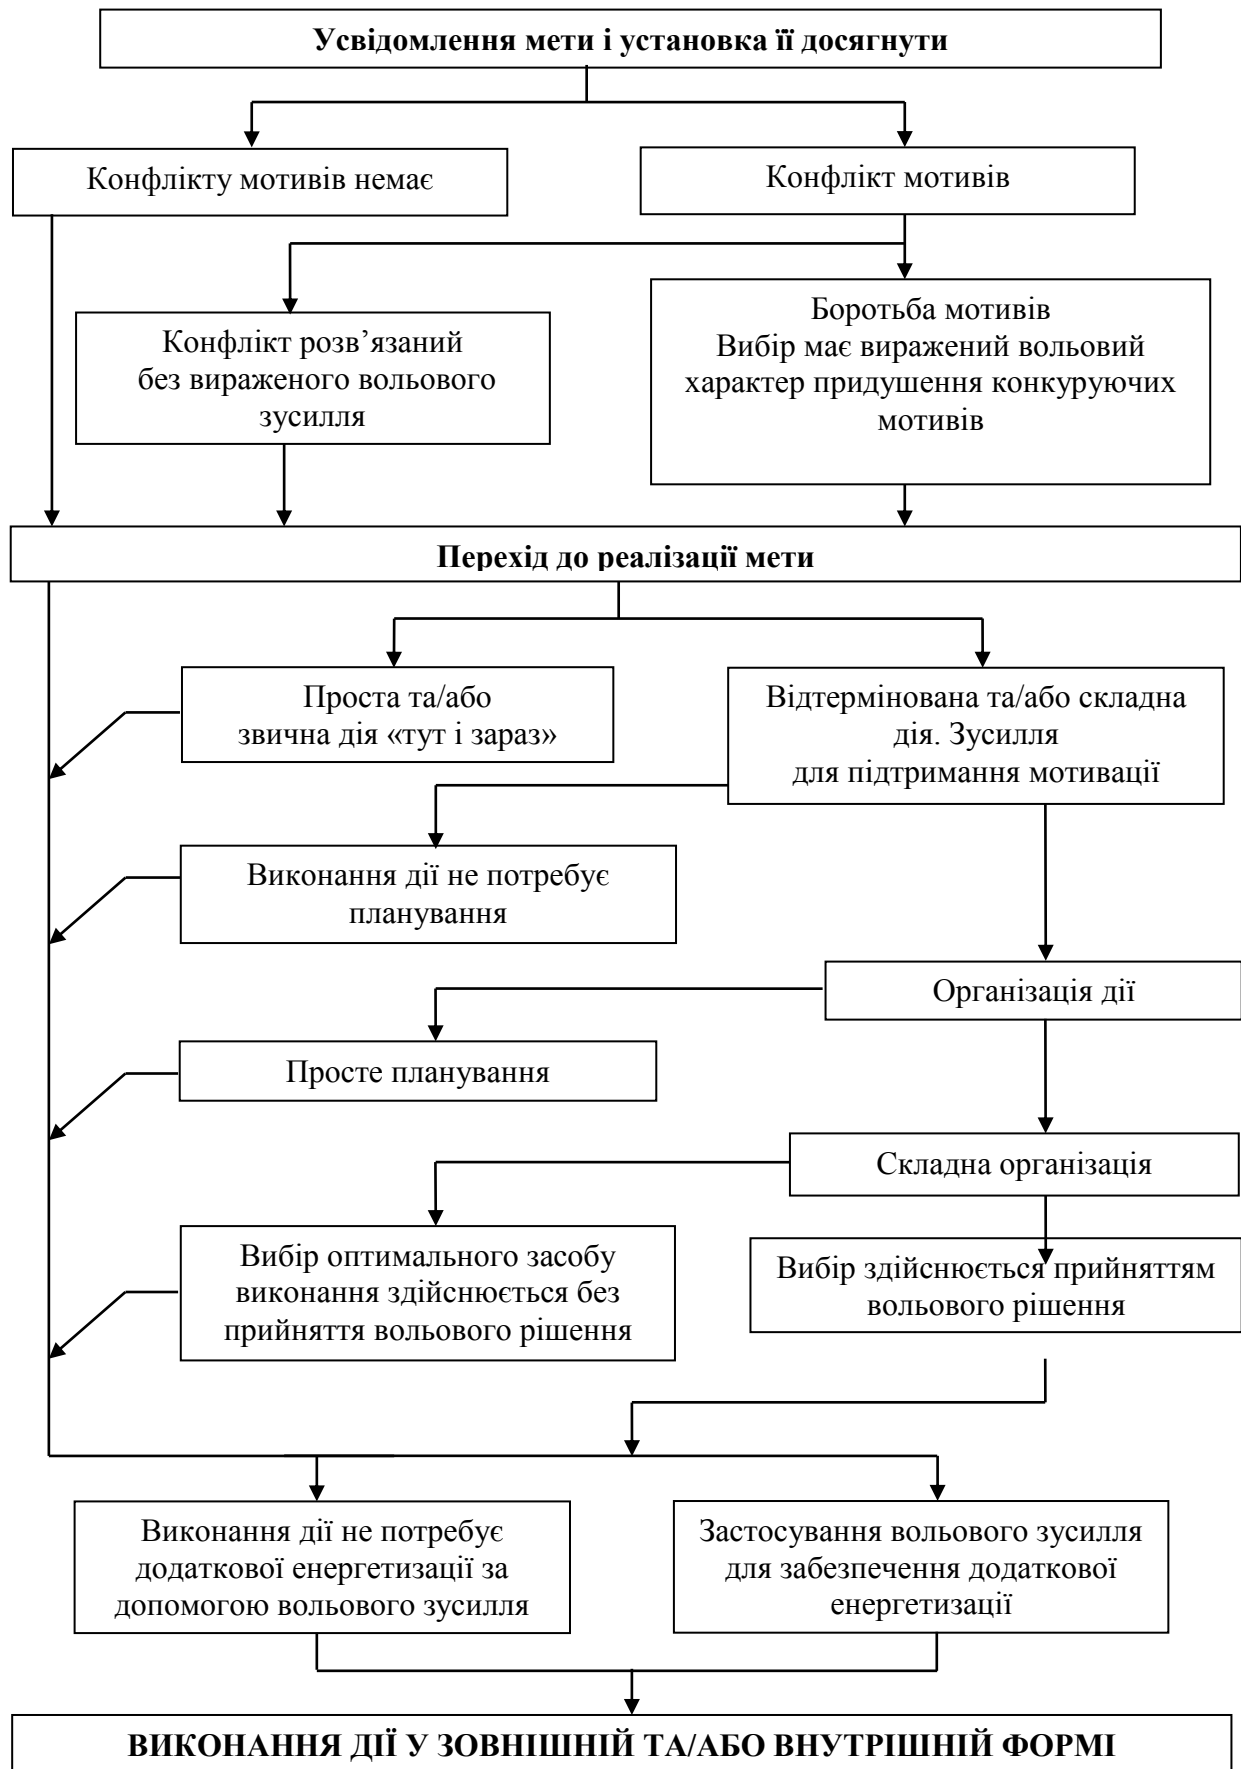 Усвідомлення мети і установка її досягнути
Конфлікту мотивів немає
Конфлікт мотивів
Конфлікт розв’язаний
без вираженого вольового
зусилля
Боротьба мотивів
Вибір має виражений вольовий
характер придушення конкуруючих
мотивів
Перехід до реалізації мети
Проста та/або
звична дія «тут і зараз»
Відтермінована та/або складна
дія. Зусилля
для підтримання мотивації
Виконання дії не потребує
планування
Організація дії
Просте планування
Складна організація
Вибір оптимального засобу
виконання здійснюється без
прийняття вольового рішення
Вибір здійснюється прийняттям
вольового рішення
Виконання дії не потребує
додаткової енергетизації за
допомогою вольового зусилля
Застосування вольового зусилля
для забезпечення додаткової
енергетизації
ВИКОНАННЯ ДІЇ У ЗОВНІШНІЙ ТА/АБО ВНУТРІШНІЙ ФОРМІ